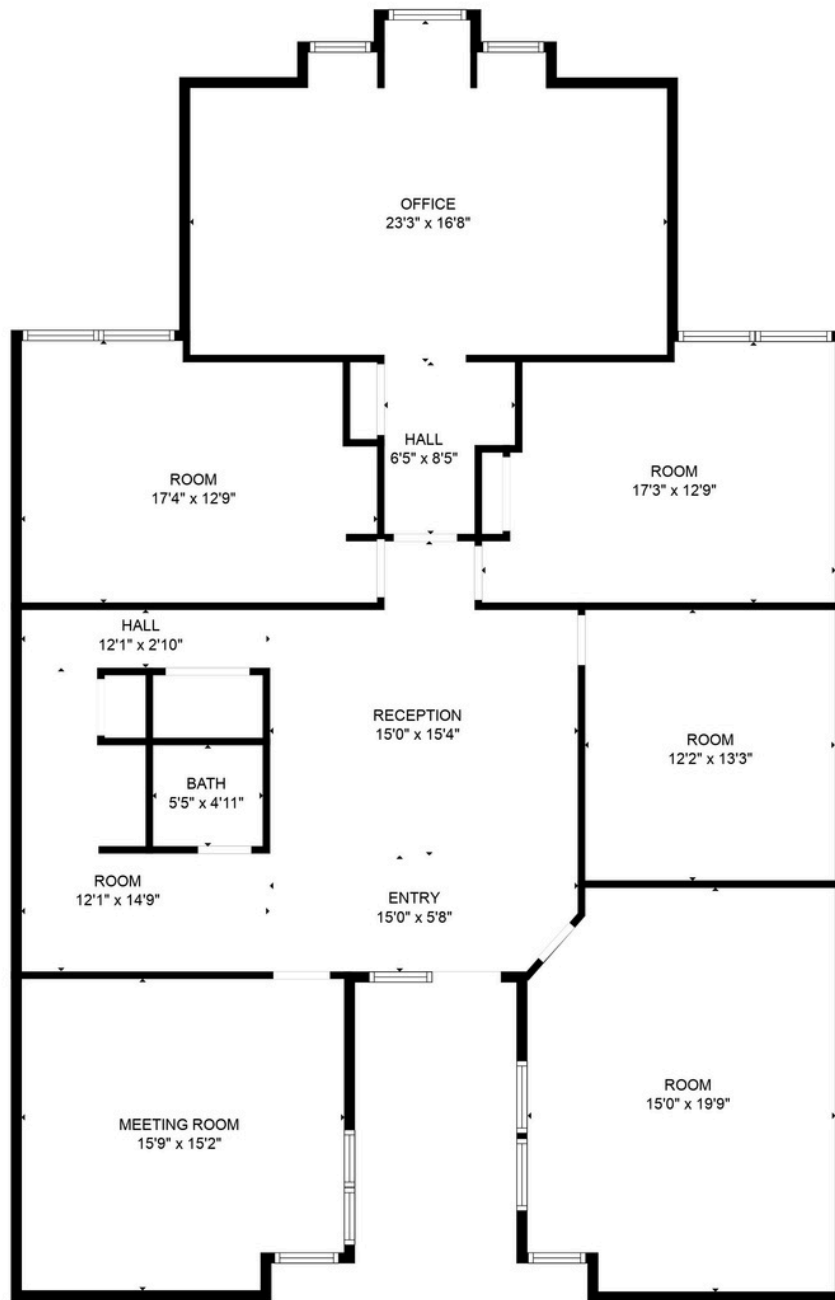 OFFICE
23'3" x 16'8"
HALL
6'5" x 8'5"
ROOM
17'4" x 12'9"
ROOM
17'3" x 12'9"
HALL
12'1" x 2'10"
RECEPTION
15'0" x 15'4"
ROOM
12'2" x 13'3"
BATH
5'5" x 4'11"
ROOM
12'1" x 14'9"
ENTRY
15'0" x 5'8"
MEETING ROOM
15'9" x 15'2"
ROOM
15'0" x 19'9"